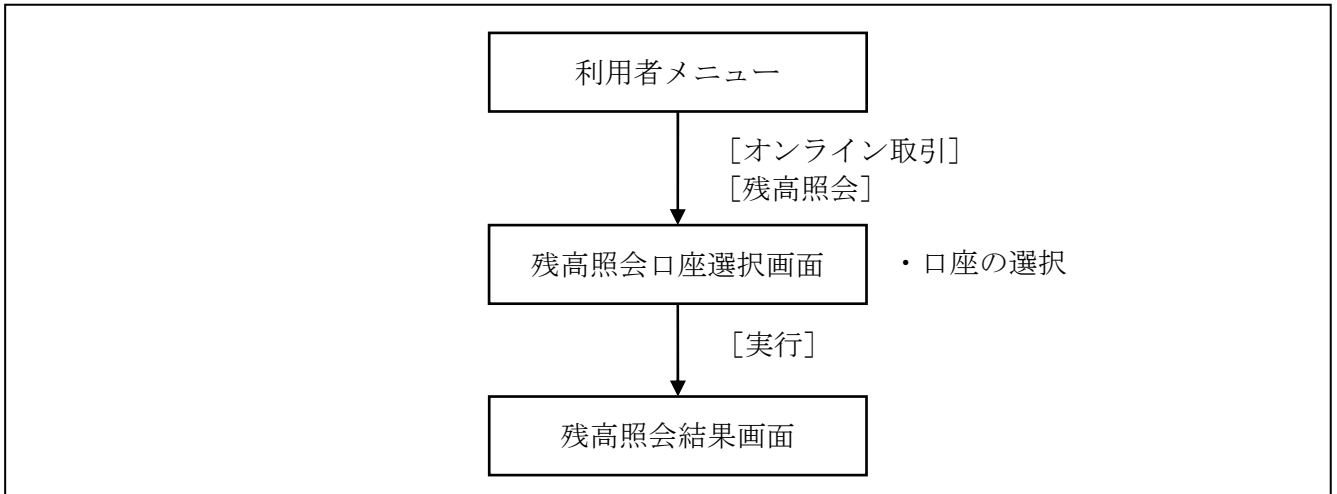 利用者メニュー
［オンライン取引］
［残高照会］
残高照会口座選択画面
・口座の選択
［実行］
残高照会結果画面